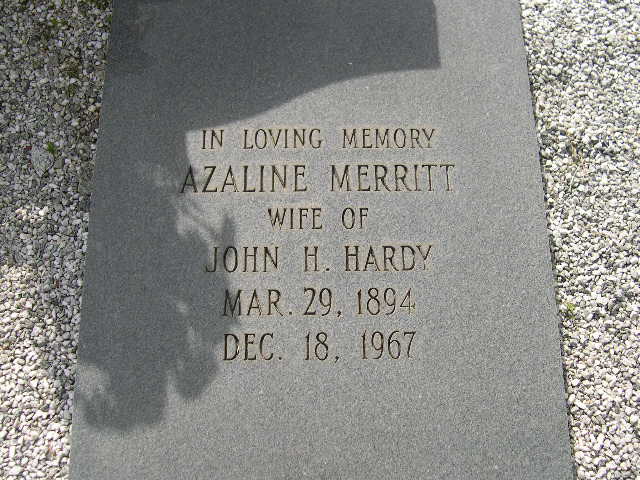 IN LOVING MEMORY
AZALINE MERRITT
WIFE OF
JOHN H. HARDY
MAR. 29, 1894
DEC. 18, 1967